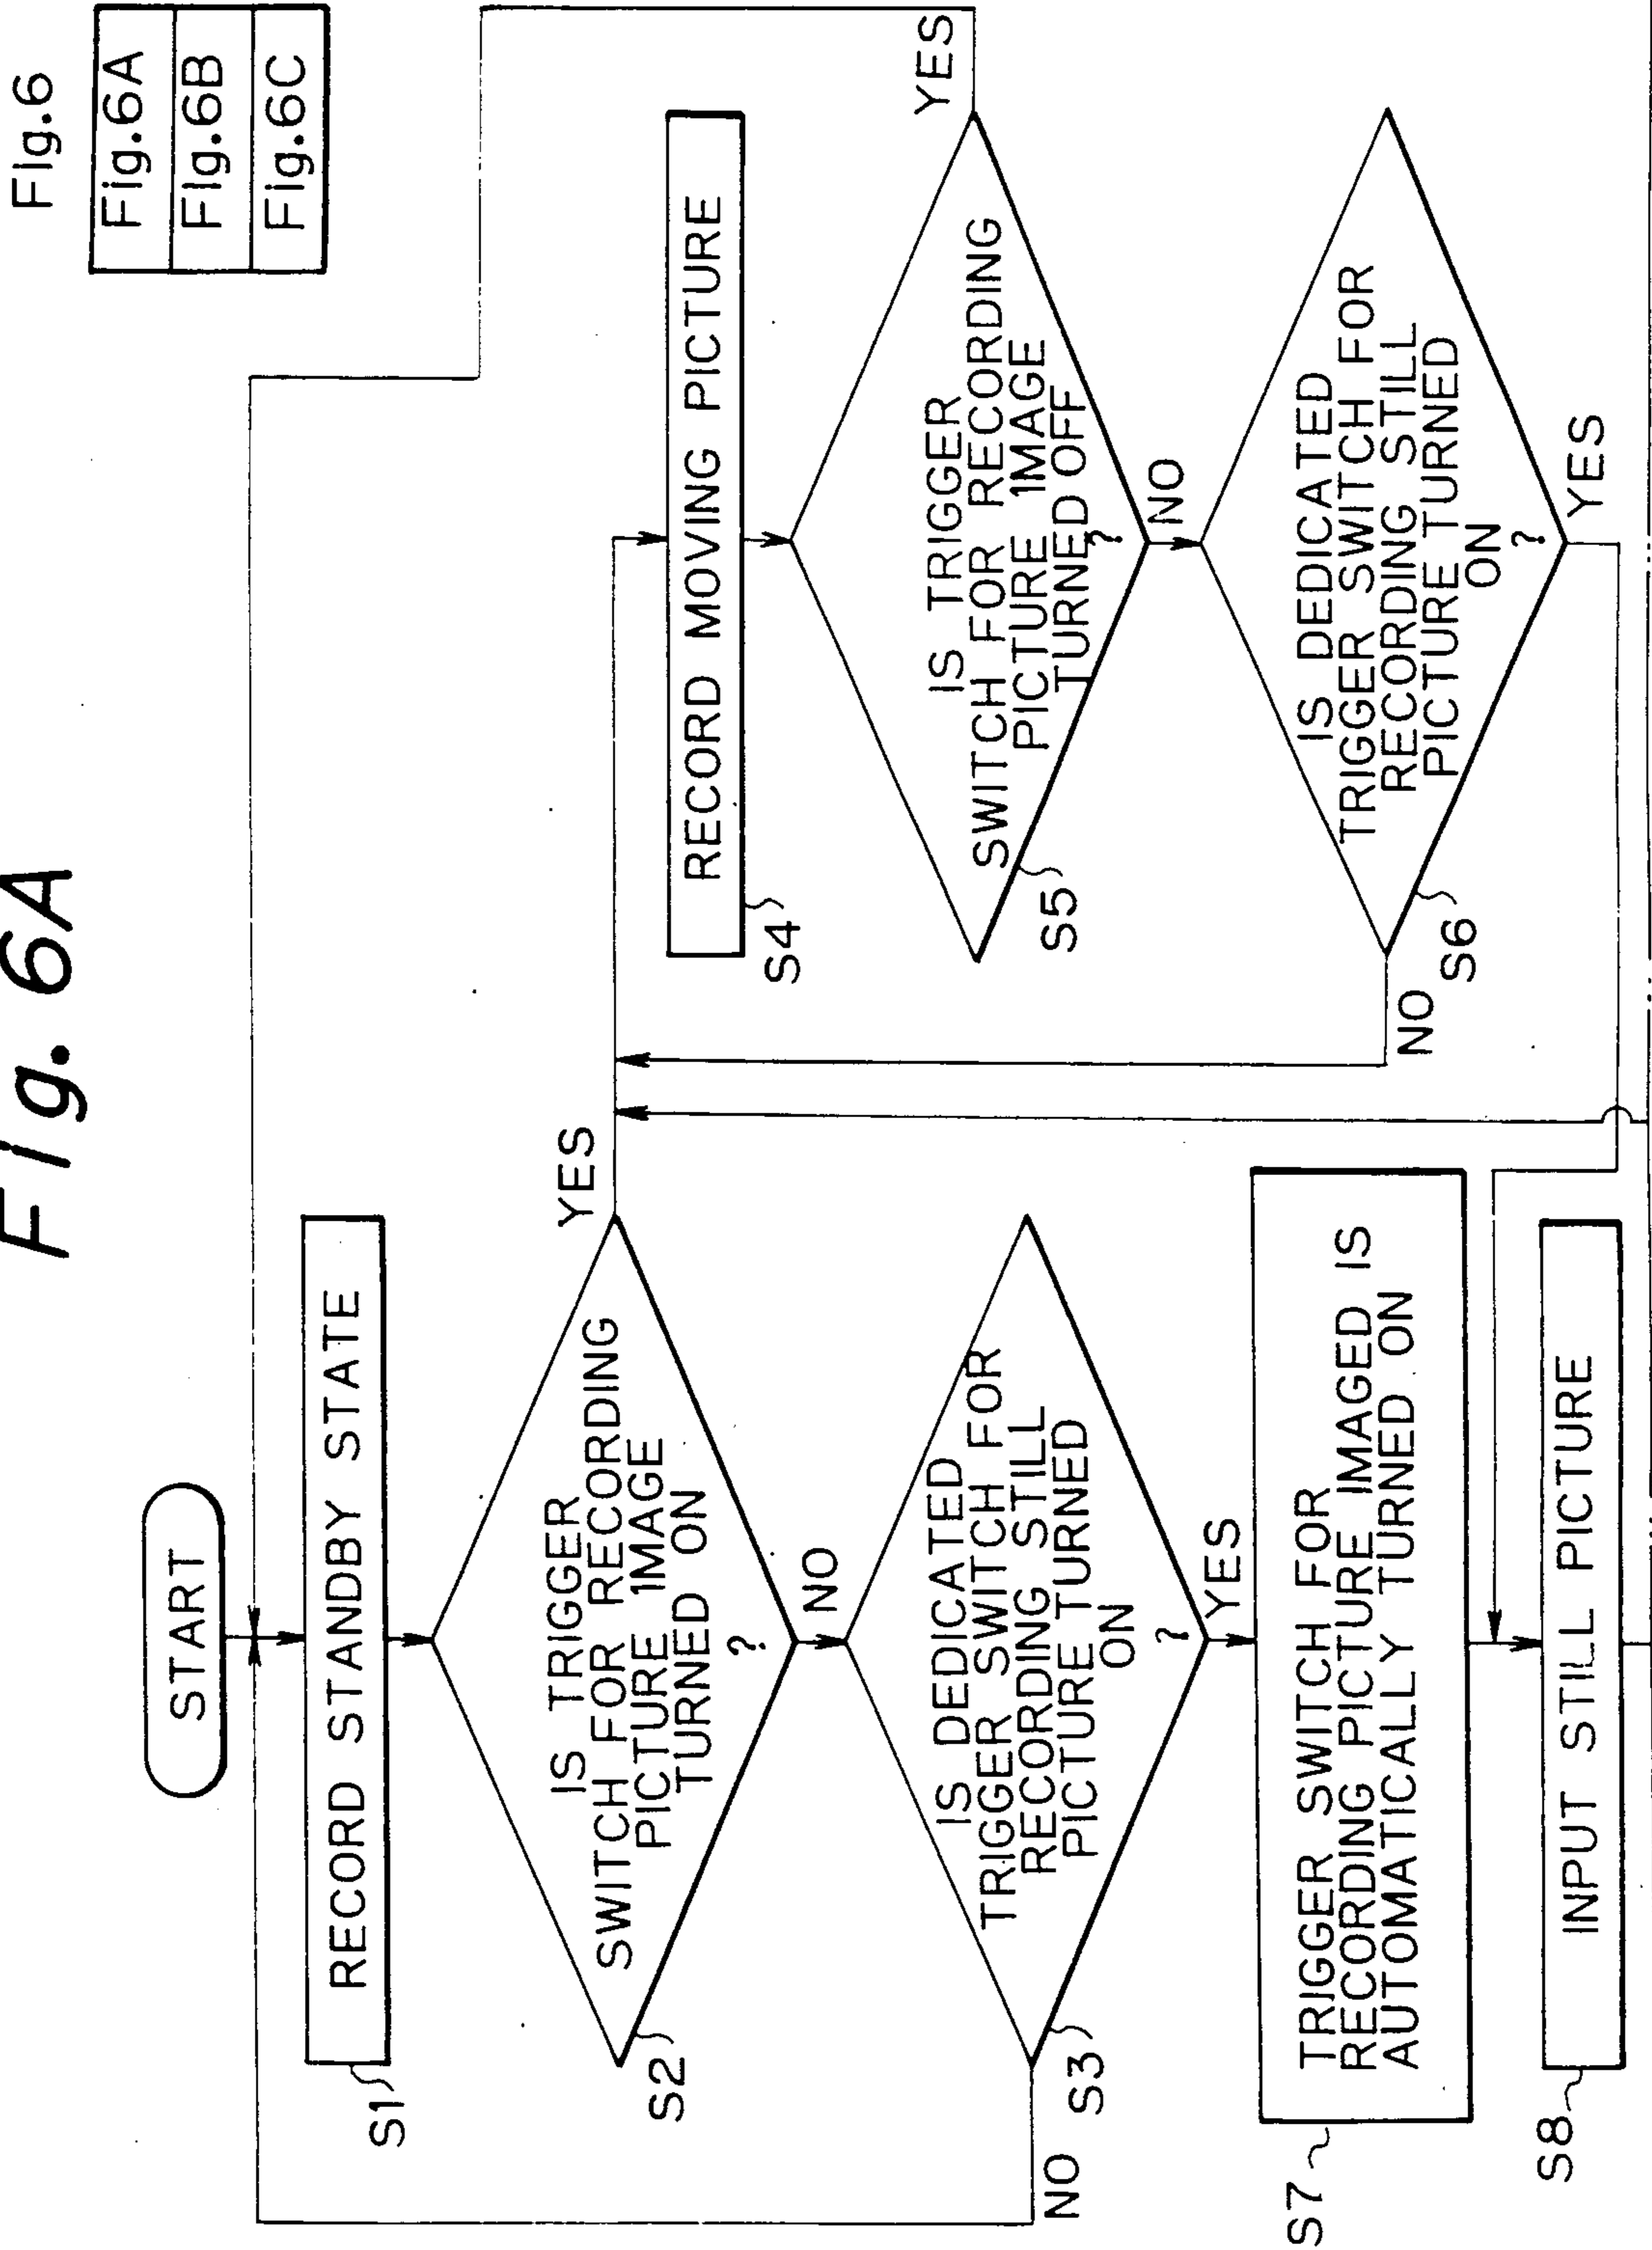 Fig. 6A
Fig.6
Fig.6A
Fig.6B
Fig.6C
START
RECORD STANDBY STATE
S1
IS TRIGGER
SWITCH FOR RECORDING
PICTURE IMAGE
TURNED ON
?
YES
NO
S2
IS DEDICATED
TRIGGER SWITCH FOR
RECORDING STILL
PICTURE TURNED
ON
?
NO
YES
S3
TRIGGER SWITCH FOR
RECORDING PICTURE IMAGED IS
AUTOMATICALLY TURNED ON
S7
INPUT STILL PICTURE
S8
RECORD MOVING PICTURE
S4
IS TRIGGER
SWITCH FOR RECORDING
PICTURE IMAGE
TURNED OFF
?
YES
NO
S5
IS DEDICATED
TRIGGER SWITCH FOR
RECORDING STILL
PICTURE TURNED
ON
?
NO
YES
S6